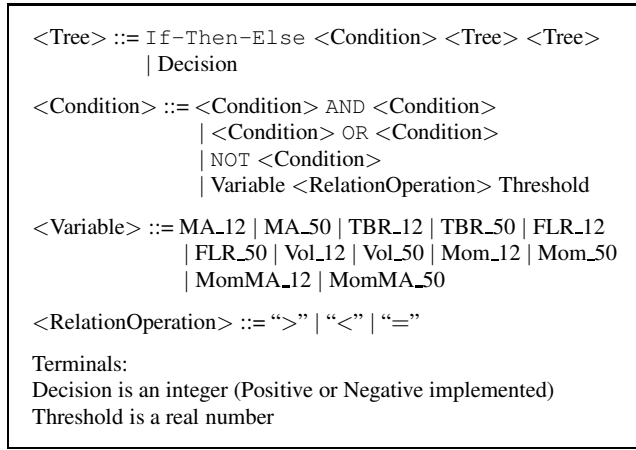 <Tree> ::= If-Then-Else <Condition> <Tree> <Tree>
| Decision
<Condition> ::= <Condition> AND <Condition>
| <Condition> OR <Condition>
| NOT <Condition>
| Variable <RelationOperation> Threshold
<Variable> ::= MA_12 | MA_50 | TBR_12 | TBR_50 | FLR_12
| FLR_50 | Vol_12 | Vol_50 | Mom_12 | Mom_50
| MomMA_12 | MomMA_50
<RelationOperation> ::= “>” | “<” | “=”
Terminals:
Decision is an integer (Positive or Negative implemented)
Threshold is a real number